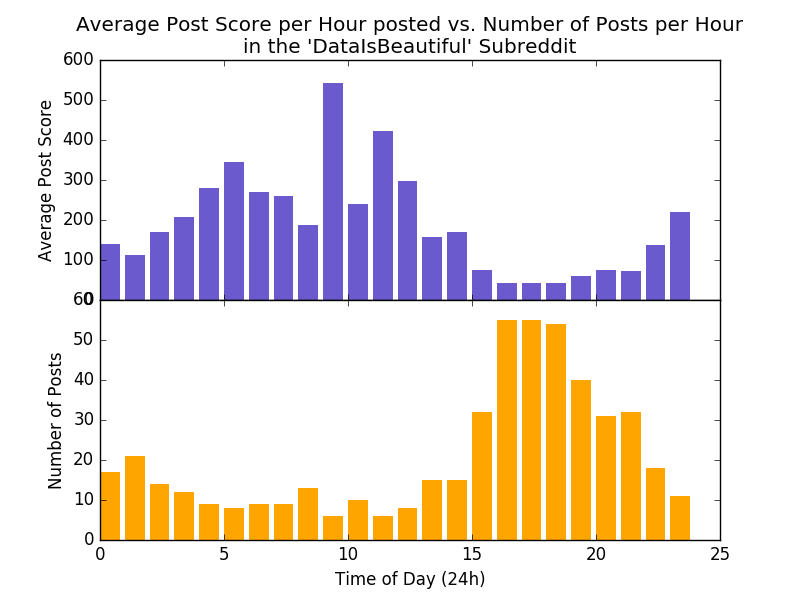 Average Post Score per Hour posted vs. Number of Posts per Hour
in the 'DataIsBeautiful' Subreddit
600
500
400
300
200
100
0
Average Post Score
60
50
40
30
20
10
0
Number of Posts
0 5 10 15 20 25
Time of Day (24h)